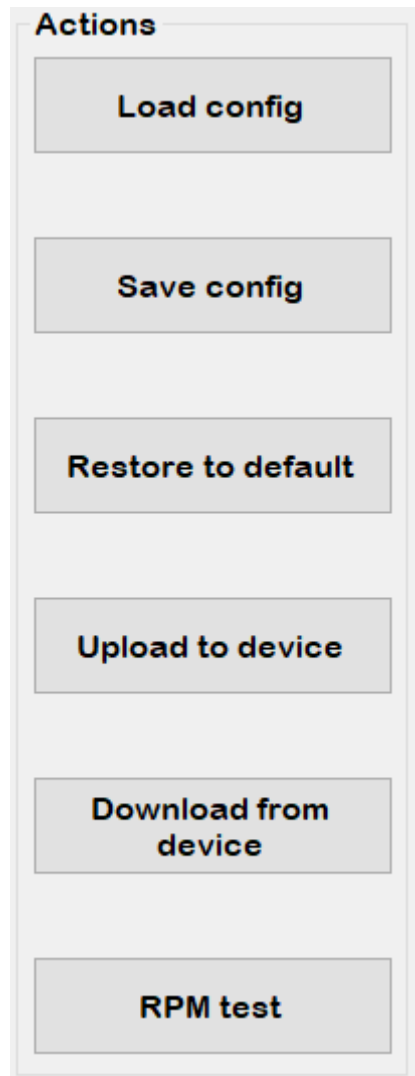 Actions
Load config
Save config
Restore to default
Upload to device
Download from
device
RPM test